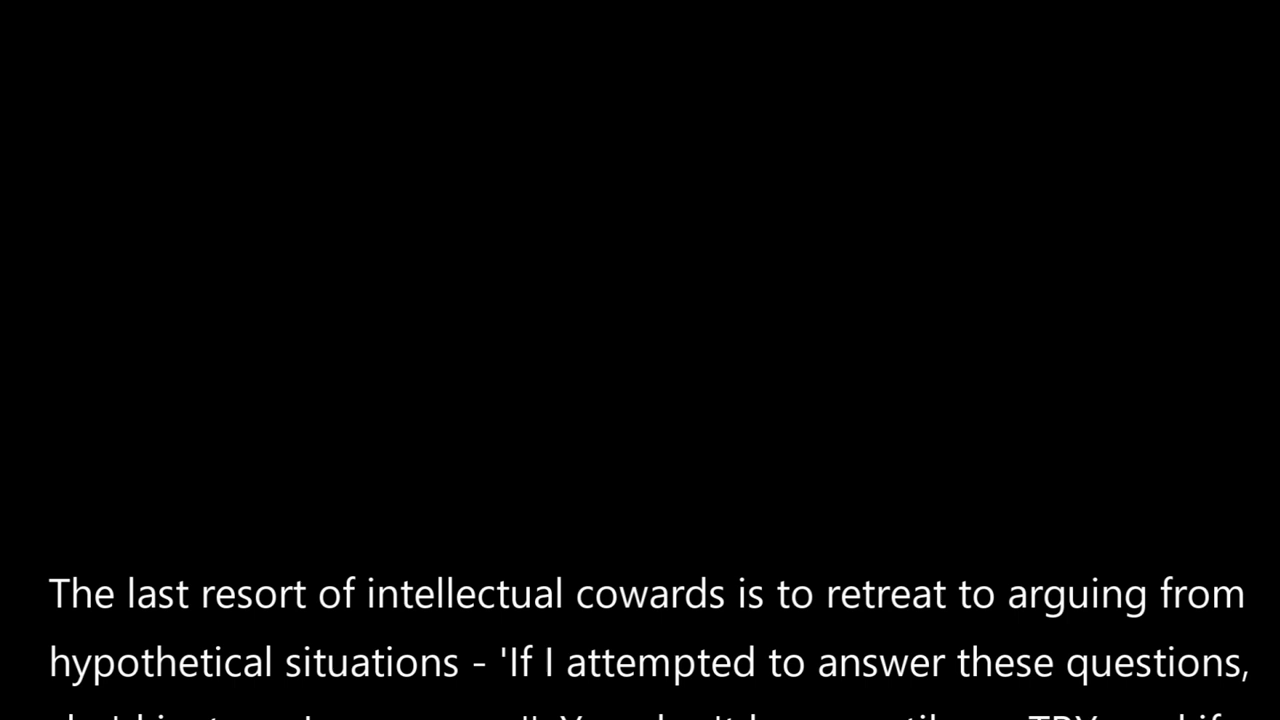 The last resort of intellectual cowards is to retreat to arguing from
hypothetical situations - 'If I attempted to answer these questions,
TRY